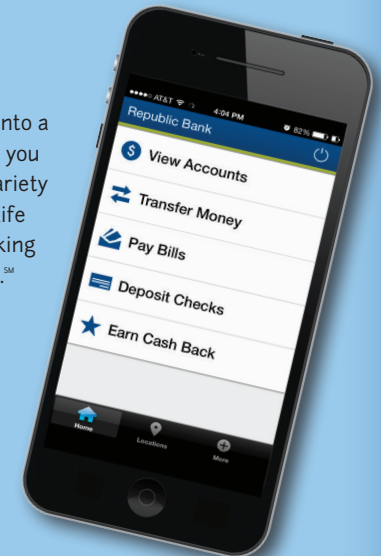 nto a
you
ariety
ife
king
.℠
AT&T 4:04 PM 82%
Republic Bank
View Accounts
Transfer Money
Pay Bills
Deposit Checks
Earn Cash Back
Home Locations More